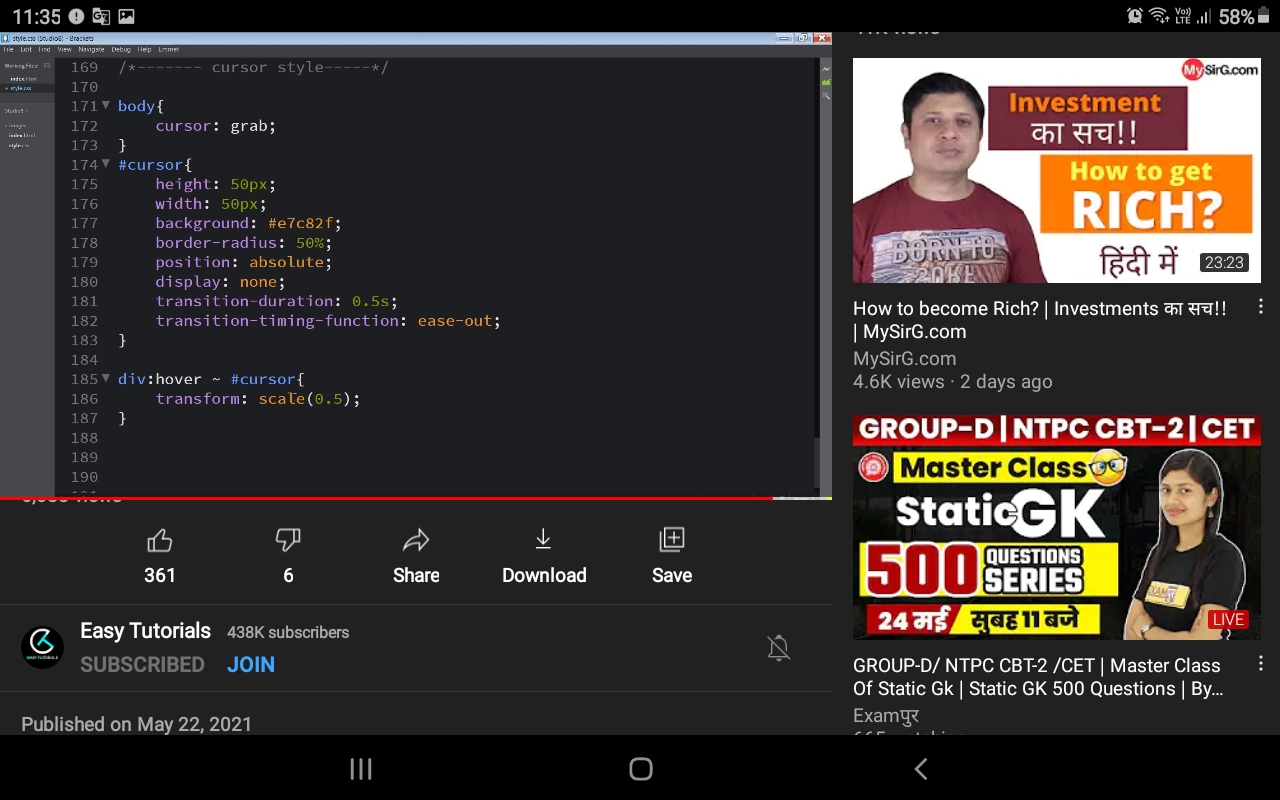 11:35
Vo))
LTE
58%
style.css (Studio8) - Brackets
File Edit Find View Navigate Debug Help Emmet
Working Files
index.html
style.css
Studio8
images
index.html
style.css
169 /*------- cursor style-----*/
170
171 body{
172 cursor: grab;
173 }
174 #cursor{
175 height: 50px;
176 width: 50px;
177 background: #e7c82f;
178 border-radius: 50%;
179 position: absolute;
180 display: none;
181 transition-duration: 0.5s;
182 transition-timing-function: ease-out;
183 }
184
185 div:hover ~ #cursor{
186 transform: scale(0.5);
187 }
188
189
190
361
6
Share
Download
Save
Easy Tutorials 438K subscribers
SUBSCRIBED JOIN
Published on May 22, 2021
MySirG.com
Investment
का सच!!
How to get
RICH?
हिंदी में
BORN TO
23:23
How to become Rich? | Investments का सच!!
| MySirG.com
MySirG.com
4.6K views · 2 days ago
GROUP-D | NTPC CBT-2 | CET
Master Class
Static GK
500 QUESTIONS
SERIES
24 मई सुबह 11 बजे
LIVE
GROUP-D/ NTPC CBT-2 /CET | Master Class
Of Static Gk | Static GK 500 Questions | By...
Examपुर